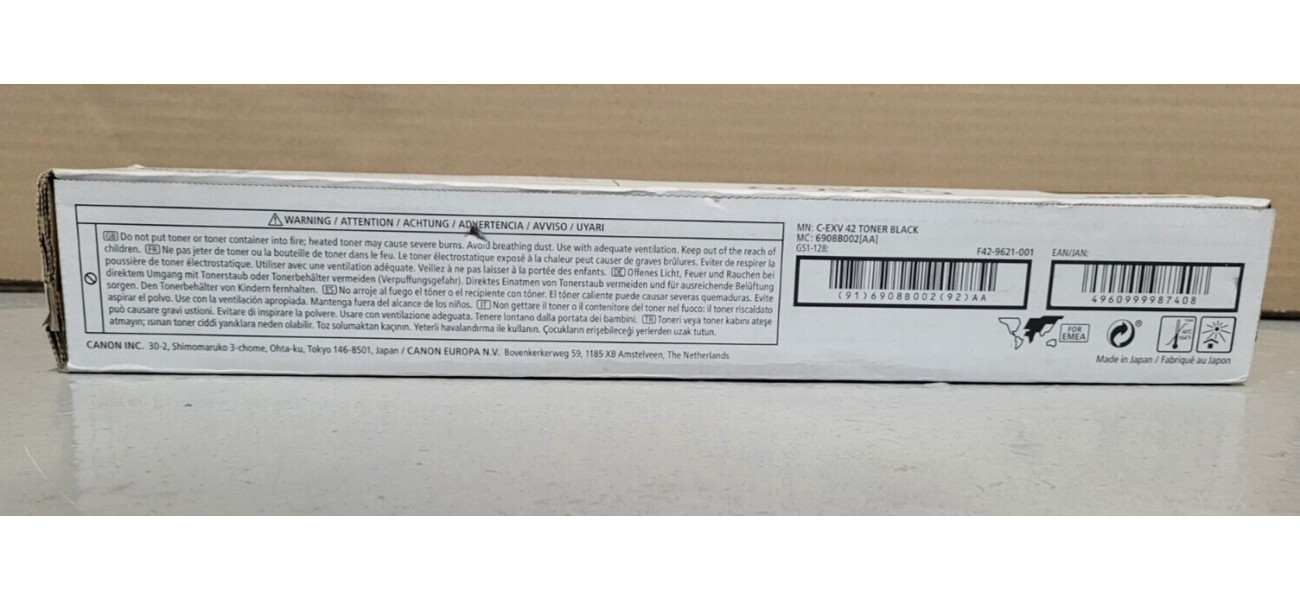 WARNING / ATTENTION / ACHTUNG / ADVERTENCIA / AVVISO / UYARI
GB Do not put toner or toner container into fire; heated toner may cause severe burns. Avoid breathing dust. Use with adequate ventilation. Keep out of the reach of
children. FR Ne pas jeter de toner ou la bouteille de toner dans le feu. Le toner électrostatique exposé à la chaleur peut causer de graves brûlures. Eviter de respirer la
poussière de toner électrostatique. Utiliser avec une ventilation adéquate. Veillez à ne pas laisser à la portée des enfants. DE Offenes Licht, Feuer und Rauchen bei
direktem Umgang mit Tonerstaub oder Tonerbehälter vermeiden (Verpuffungsgefahr). Direktes Einatmen von Tonerstaub vermeiden und für ausreichende Belüftung
sorgen. Den Tonerbehälter von Kindern fernhalten. ES No arroje al fuego el tóner o el recipiente con tóner. El tóner caliente puede causar severas quemaduras. Evite
aspirar el polvo. Use con la ventilación apropiada. Mantenga fuera del alcance de los niños. IT Non gettare il toner o il contenitore del toner nel fuoco: il toner riscaldato
può causare gravi ustioni. Evitare di inspirare la polvere. Usare con ventilazione adeguata. Tenere lontano dalla portata dei bambini. TR Toneri veya toner kabını ateşe
atmayın; ısınan toner ciddi yanıklara neden olabilir. Toz solumaktan kaçının. Yeterli havalandırma ile kullanın. Çocukların erişebileceği yerlerden uzak tutun.
CANON INC. 30-2, Shimomaruko 3-chome, Ohta-ku, Tokyo 146-8501, Japan / CANON EUROPA N.V. Bovenkerkerweg 59, 1185 XB Amstelveen, The Netherlands
MN: C-EXV 42 TONER BLACK
MC: 6908B002[AA]
GS1-128:
F42-9621-001
(91)6908B002(92)AA
EAN/JAN:
4960999987408
FOR
EMEA
®
Made in Japan / Fabriqué au Japon